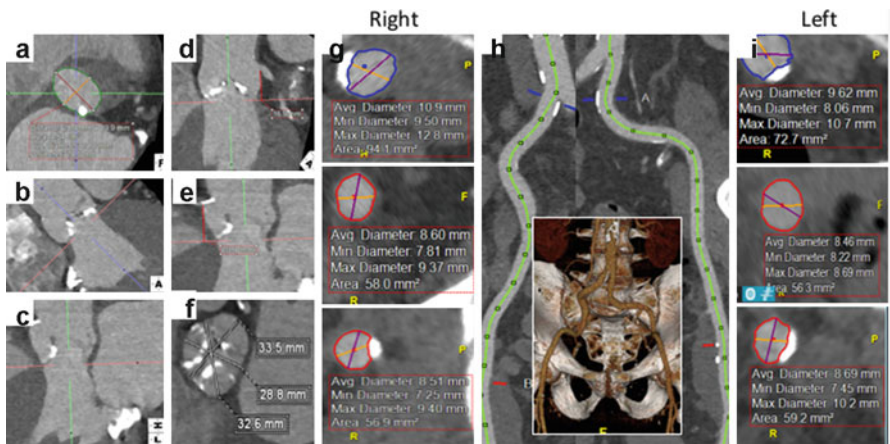 Right
Left
a
d
g
h
i
b
e
c
f
P
Avg. Diameter: 10.9 mm
Min Diameter: 9.50 mm
Max Diameter: 12.8 mm
Area: 94.1 mm²
F
Avg. Diameter: 8.60 mm
Min Diameter: 7.81 mm
Max Diameter: 9.37 mm
Area: 58.0 mm²
R
P
Avg. Diameter: 8.51 mm
Min Diameter: 7.25 mm
Max Diameter: 9.40 mm
Area: 56.9 mm²
R
33.5 mm
28.8 mm
32.6 mm
A
B
F
P
Avg. Diameter: 9.62 mm
Min Diameter: 8.06 mm
Max Diameter: 10.7 mm
Area: 72.7 mm²
R
Avg. Diameter: 8.46 mm
Min Diameter: 8.22 mm
Max Diameter: 8.69 mm
Area: 56.3 mm²
R
P
Avg. Diameter: 8.69 mm
Min Diameter: 7.45 mm
Max Diameter: 10.2 mm
Area: 59.2 mm²
R